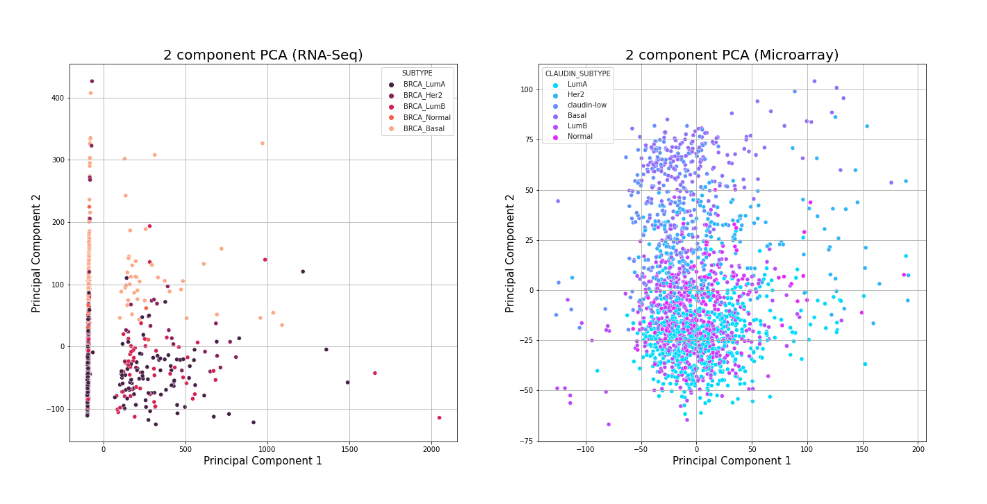 2 component PCA (RNA-Seq)
SUBTYPE
BRCA_LumA
BRCA_Her2
BRCA_LumB
BRCA_Normal
BRCA_Basal
400
300
200
100
0
−100
Principal Component 2
0
500
1000
1500
2000
Principal Component 1
2 component PCA (Microarray)
CLAUDIN_SUBTYPE
LumA
Her2
claudin-low
Basal
LumB
Normal
100
75
50
25
0
−25
−50
−75
Principal Component 2
−100
−50
0
50
100
150
200
Principal Component 1